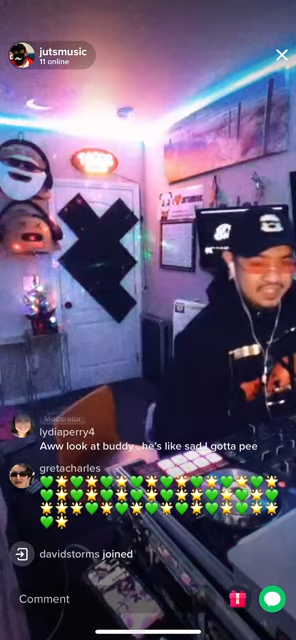 jutsmusic
11 online
Moderator
lydiaperry4
Aww look at buddy , he's like sad I gotta pee
gretacharles
💚🌟💚🌟💚🌟💚🌟💚🌟💚🌟💚🌟💚🌟💚🌟💚🌟💚🌟💚🌟💚🌟💚🌟💚🌟💚🌟💚🌟
davidstorms joined
Comment